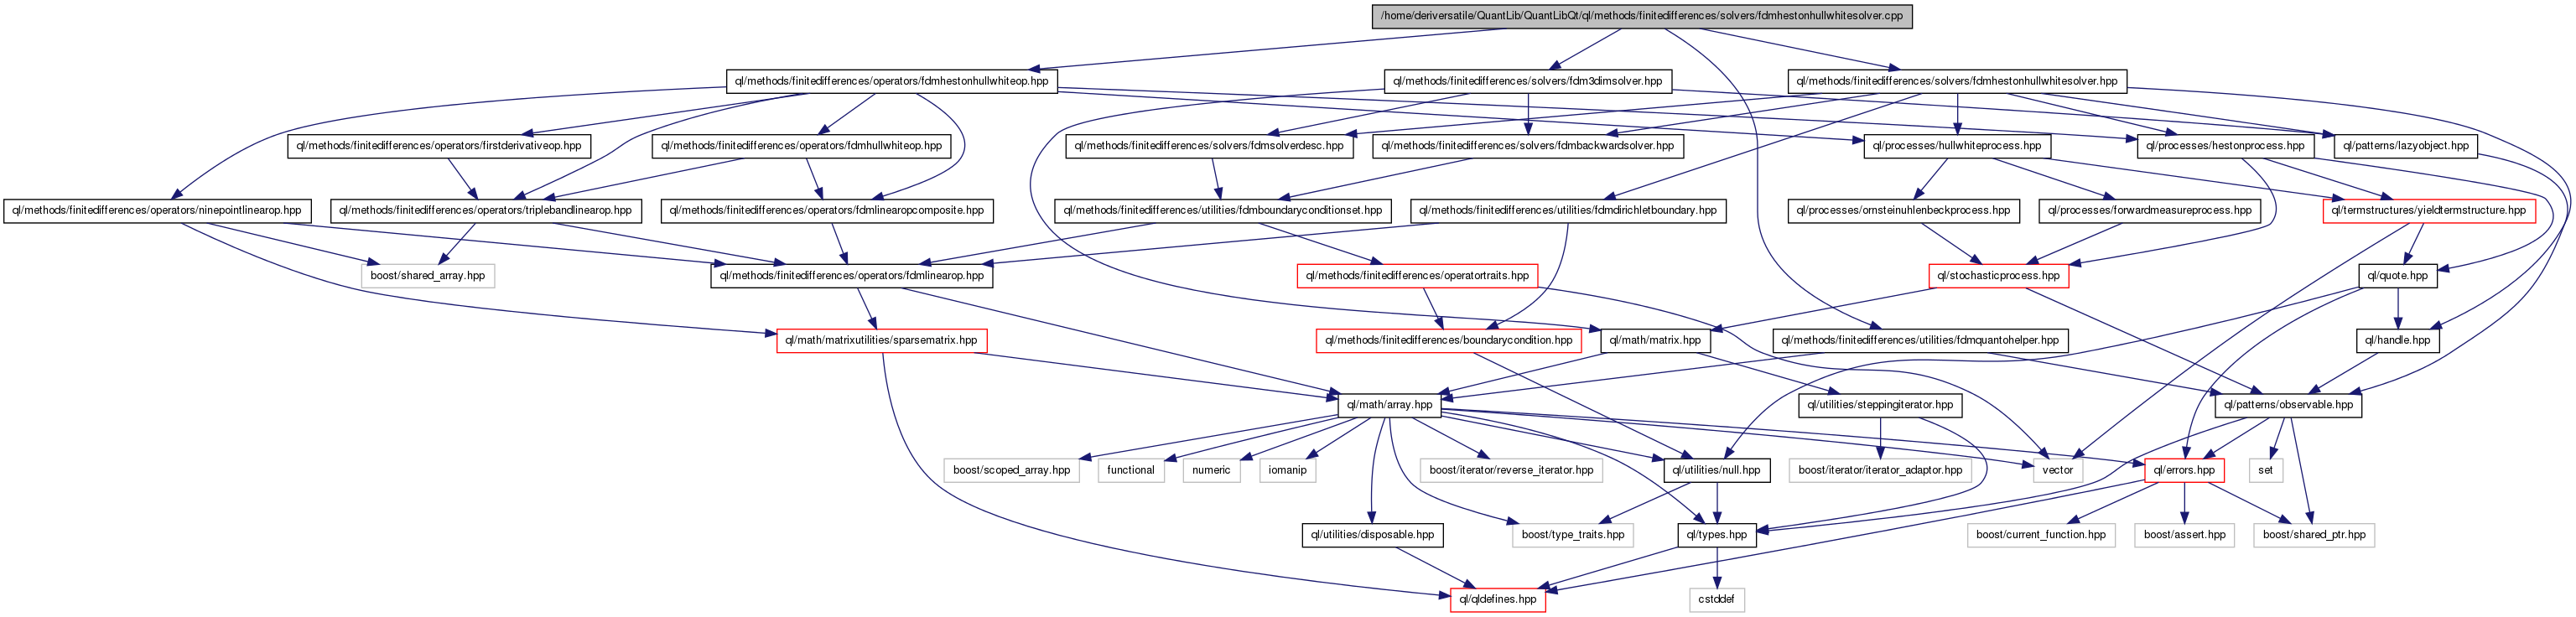 /home/deriversatile/QuantLib/QuantLibQt/ql/methods/finitedifferences/solvers/fdmhestonhullwhitesolver.cpp
ql/methods/finitedifferences/operators/fdmhestonhullwhiteop.hpp
ql/methods/finitedifferences/solvers/fdm3dimsolver.hpp
ql/methods/finitedifferences/solvers/fdmhestonhullwhitesolver.hpp
ql/methods/finitedifferences/operators/firstderivativeop.hpp
ql/methods/finitedifferences/operators/fdmhullwhiteop.hpp
ql/methods/finitedifferences/solvers/fdmsolverdesc.hpp
ql/methods/finitedifferences/solvers/fdmbackwardsolver.hpp
ql/processes/hullwhiteprocess.hpp
ql/processes/hestonprocess.hpp
ql/patterns/lazyobject.hpp
ql/methods/finitedifferences/operators/ninepointlinearop.hpp
ql/methods/finitedifferences/operators/triplebandlinearop.hpp
ql/methods/finitedifferences/operators/fdmlinearopcomposite.hpp
ql/methods/finitedifferences/utilities/fdmboundaryconditionset.hpp
ql/methods/finitedifferences/utilities/fdmdirichletboundary.hpp
ql/processes/ornsteinuhlenbeckprocess.hpp
ql/processes/forwardmeasureprocess.hpp
ql/termstructures/yieldtermstructure.hpp
boost/shared_array.hpp
ql/methods/finitedifferences/operators/fdmlinearop.hpp
ql/methods/finitedifferences/operatortraits.hpp
ql/stochasticprocess.hpp
ql/quote.hpp
ql/math/matrixutilities/sparsematrix.hpp
ql/methods/finitedifferences/boundarycondition.hpp
ql/math/matrix.hpp
ql/methods/finitedifferences/utilities/fdmquantohelper.hpp
ql/handle.hpp
ql/math/array.hpp
ql/utilities/steppingiterator.hpp
ql/patterns/observable.hpp
boost/scoped_array.hpp
functional
numeric
iomanip
boost/iterator/reverse_iterator.hpp
ql/utilities/null.hpp
boost/iterator/iterator_adaptor.hpp
vector
ql/errors.hpp
set
ql/utilities/disposable.hpp
boost/type_traits.hpp
ql/types.hpp
boost/current_function.hpp
boost/assert.hpp
boost/shared_ptr.hpp
ql/qldefines.hpp
cstddef